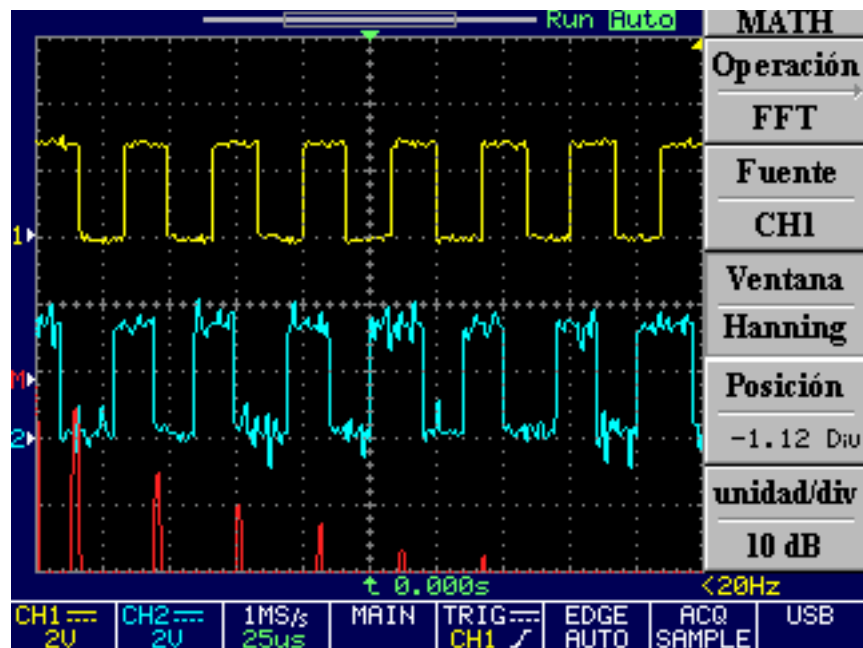 Run Auto
MATH
Operación
FFT
Fuente
CH1
Ventana
Hanning
Posición
-1.12 Div
unidad/div
10 dB
1
M
2
0.000s
<20Hz
CH1 CH2 1MS/s MAIN TRIG EDGE ACQ USB
2V 2V 25us CH1 AUTO SAMPLE